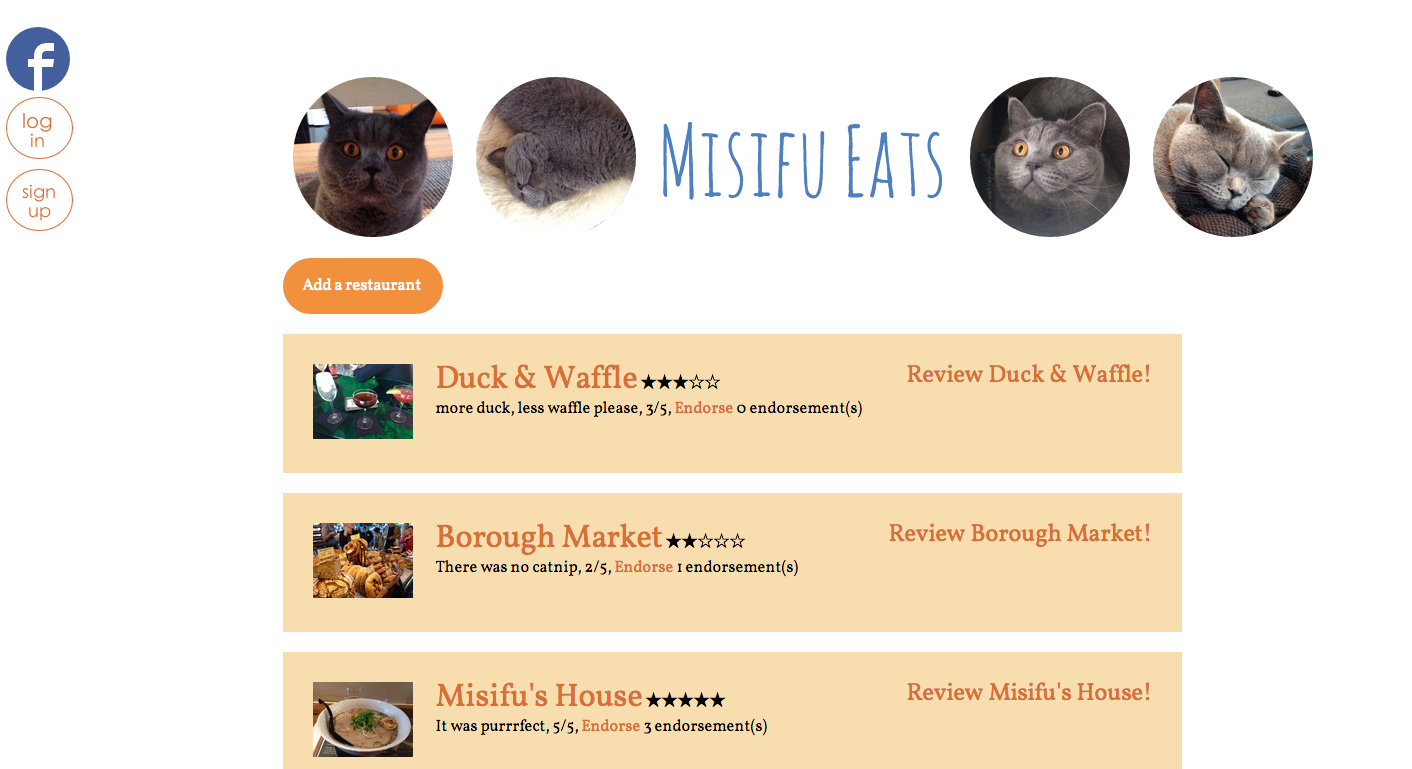 f
log
in
sign
up
Misifu Eats
Add a restaurant
Duck & Waffle ★★★☆☆
Review Duck & Waffle!
more duck, less waffle please, 3/5, Endorse 0 endorsement(s)
Borough Market ★★☆☆☆
Review Borough Market!
There was no catnip, 2/5, Endorse 1 endorsement(s)
Misifu's House ★★★★★
Review Misifu's House!
It was purrrfect, 5/5, Endorse 3 endorsement(s)